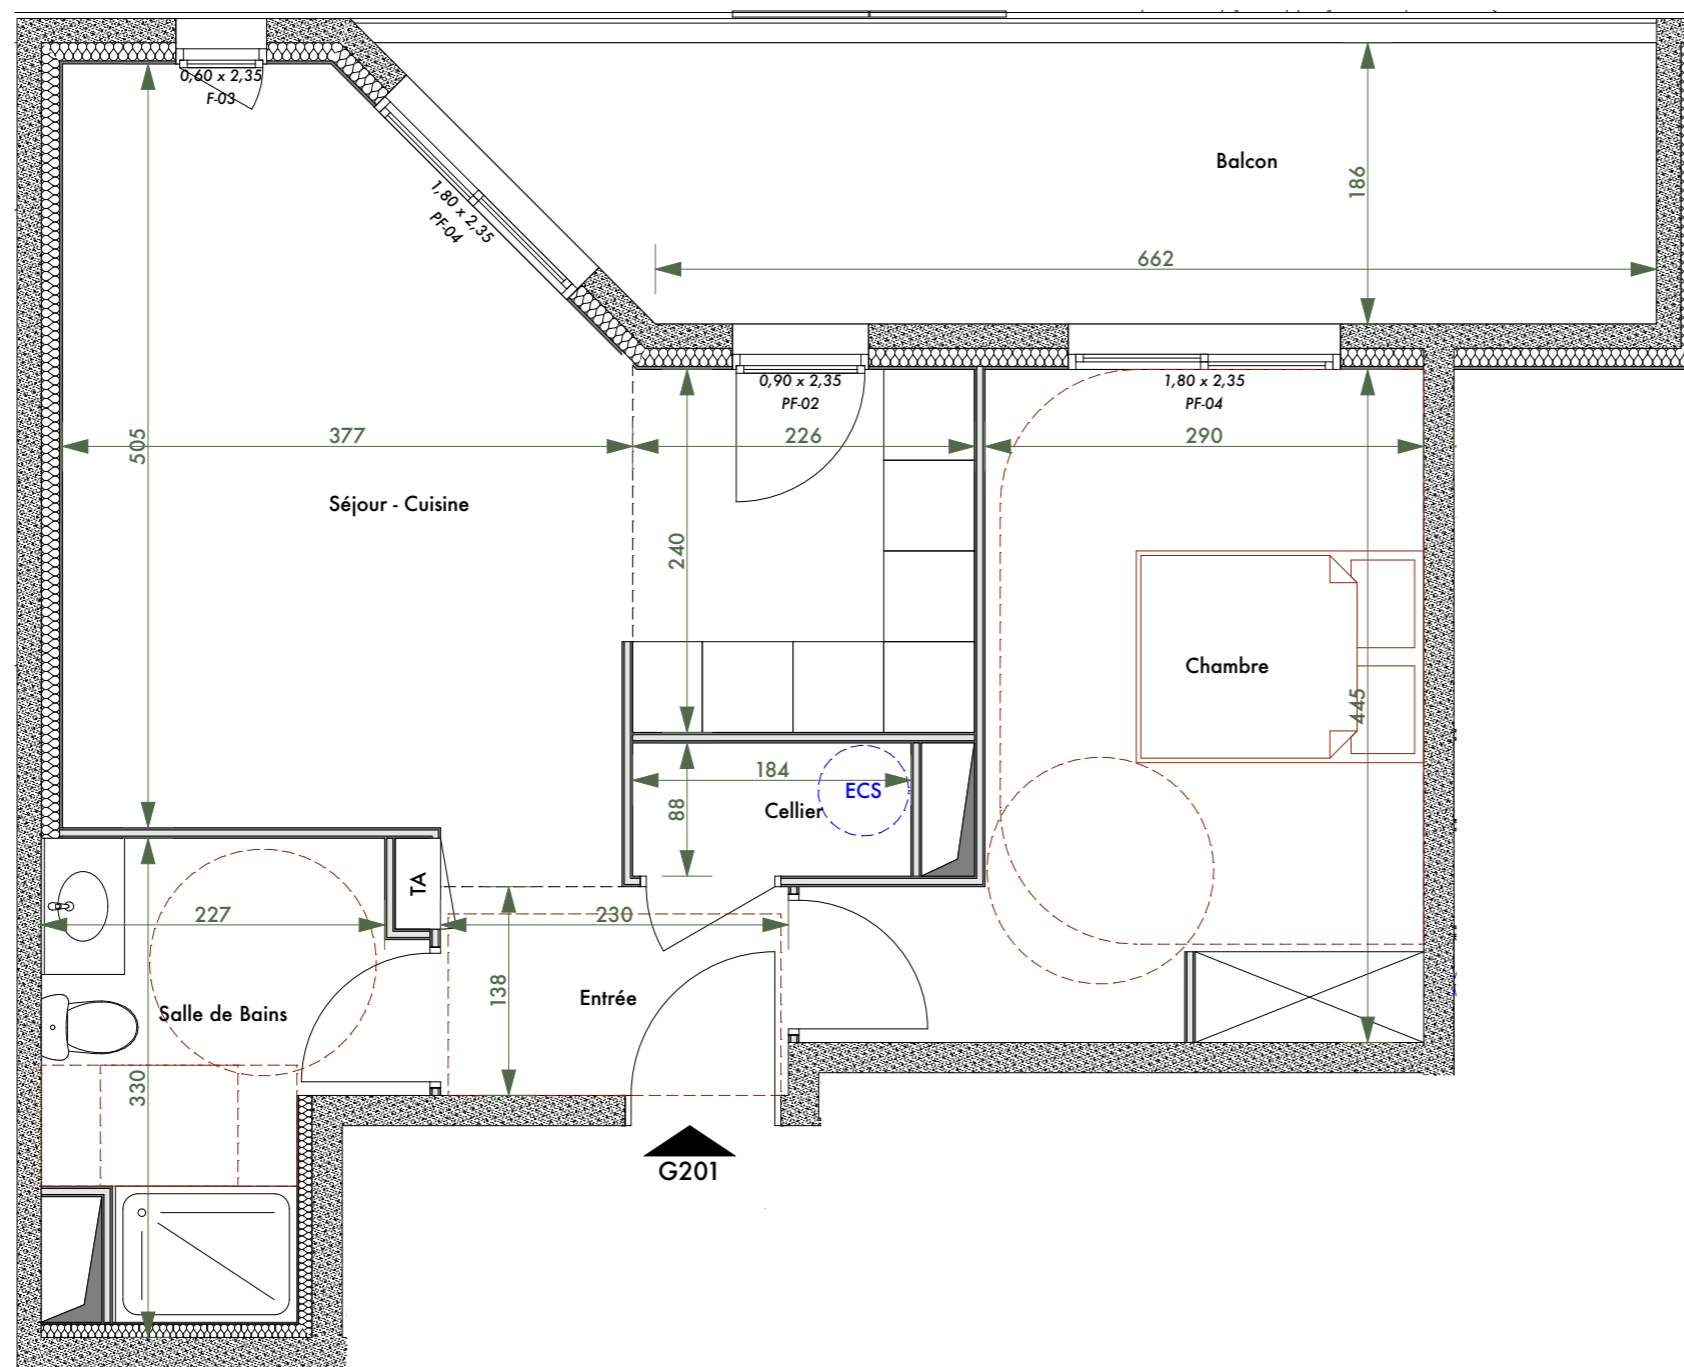 0,60 x 2,35
F-03
1,80 x 2,35
PF-04
Balcon
186
662
0,90 x 2,35
PF-02
1,80 x 2,35
PF-04
505
377
226
290
Séjour - Cuisine
240
Chambre
445
184
ECS
88
Cellier
TA
227
230
138
Entrée
Salle de Bains
330
G201